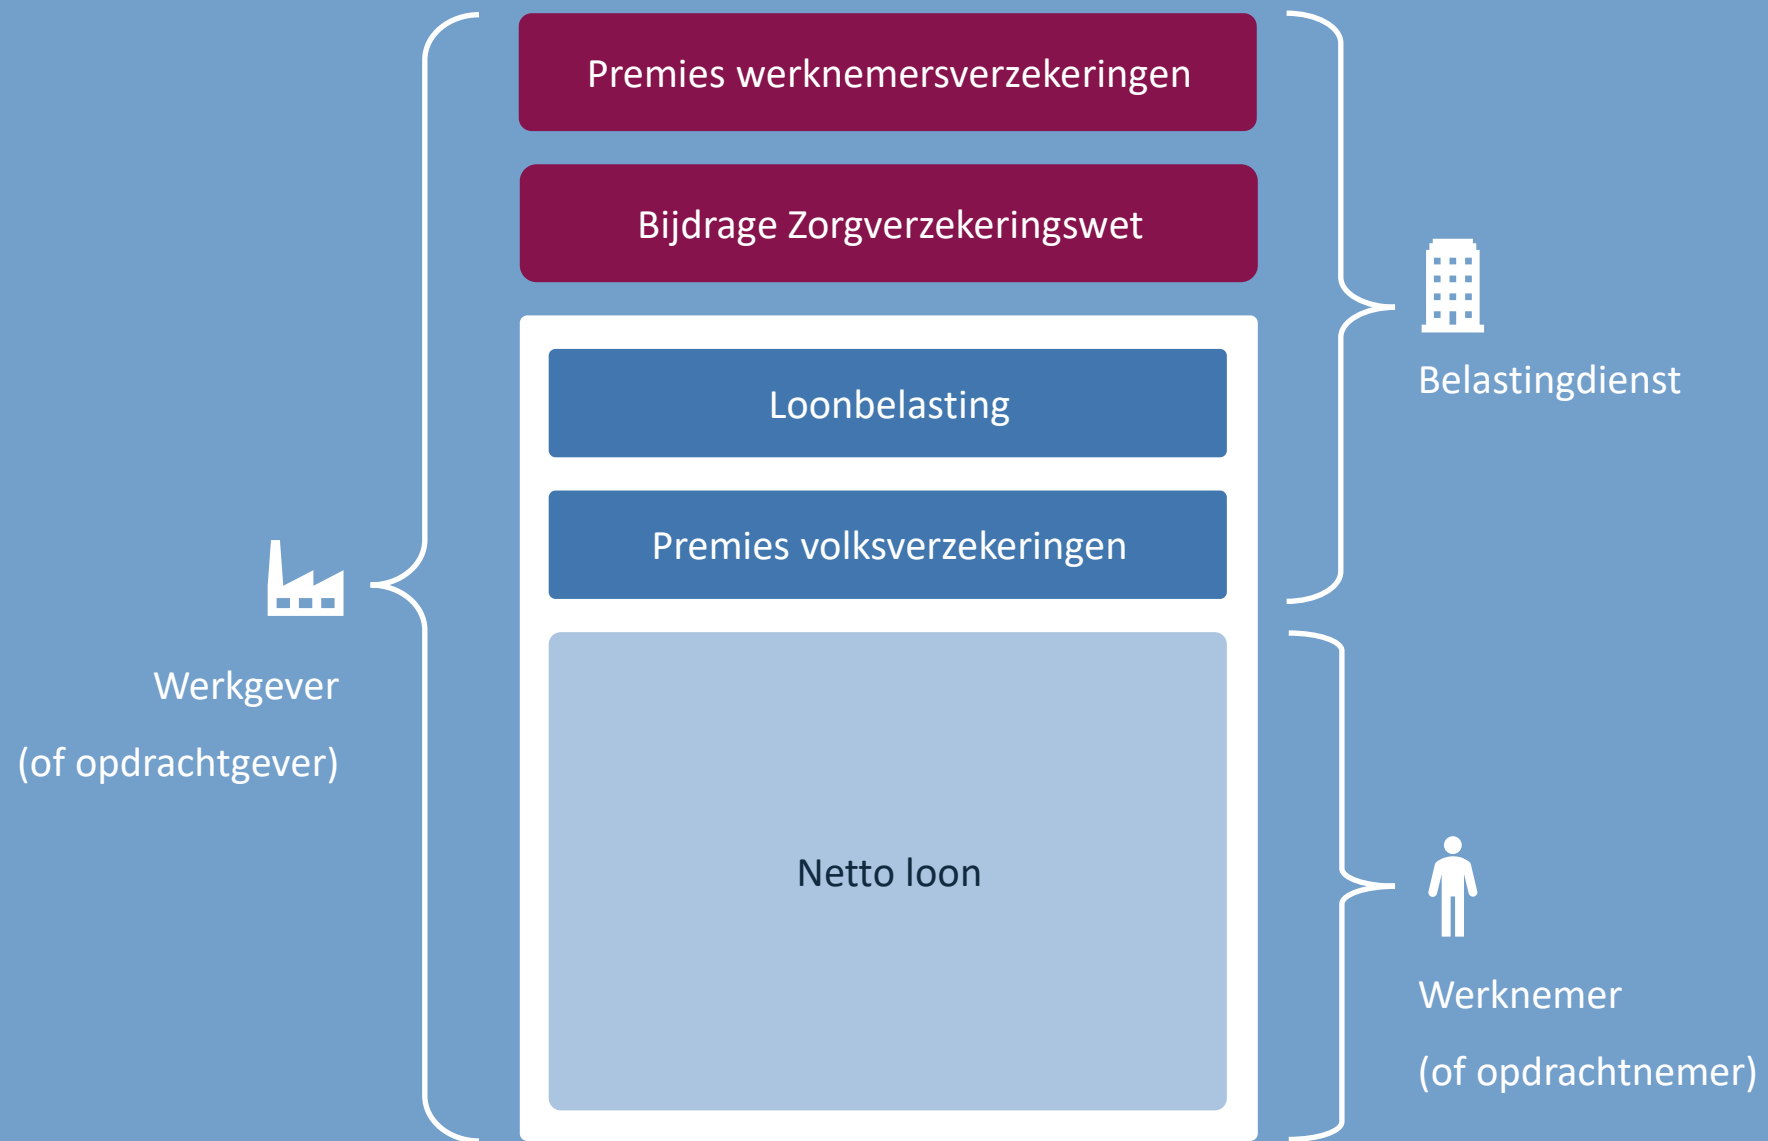 Premies werknemersverzekeringen
Bijdrage Zorgverzekeringswet
Loonbelasting
Premies volksverzekeringen
Netto loon
Werkgever
(of opdrachtgever)
Belastingdienst
Werknemer
(of opdrachtnemer)